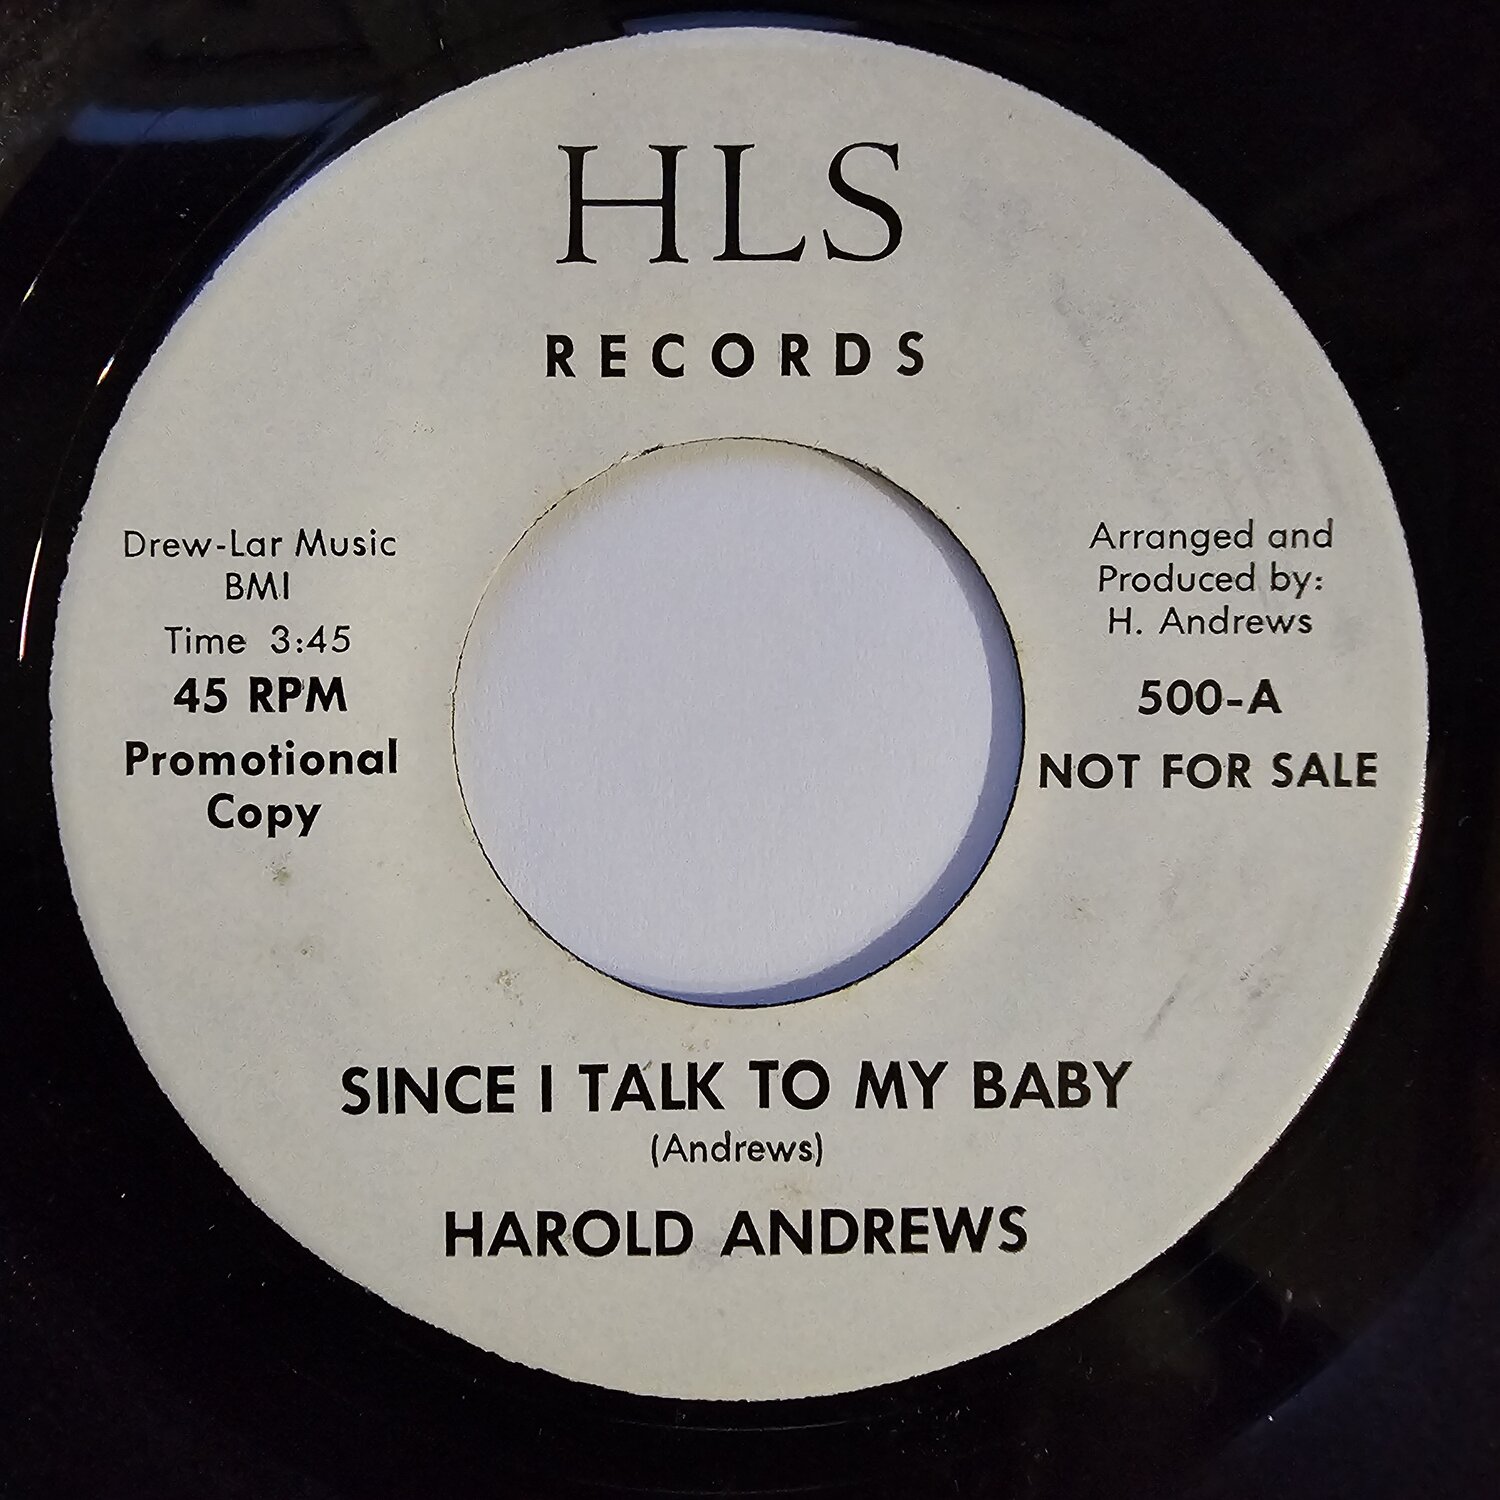 HLS
RECORDS
Drew-Lar Music
BMI
Time 3:45
45 RPM
Promotional
Copy
Arranged and
Produced by:
H. Andrews
500-A
NOT FOR SALE
SINCE I TALK TO MY BABY
(Andrews)
HAROLD ANDREWS